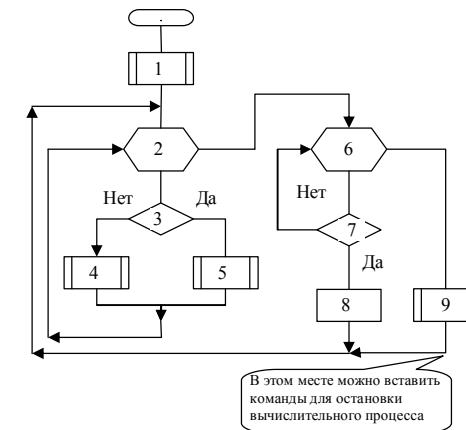 1
2
6
Нет
Да
3
Нет
7
4
5
Да
8
9
В этом месте можно вставить
команды для остановки
вычислительного процесса